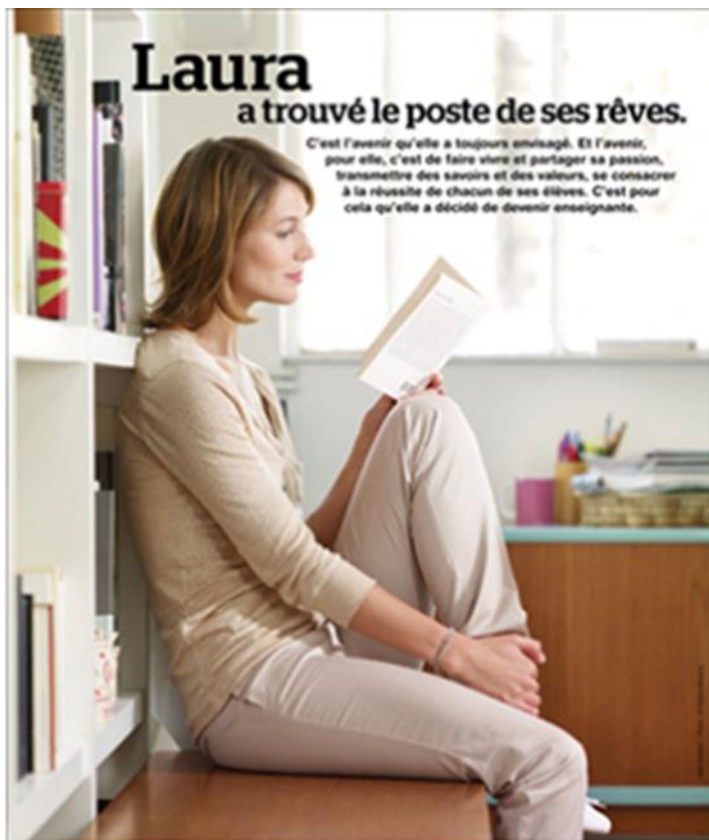 Laura
a trouvé le poste de ses rêves.
C'est l'avenir qu'elle a toujours envisagé. Et l'avenir,
pour elle, c'est de faire vivre et partager sa passion,
transmettre des savoirs et des valeurs, se consacrer
à la réussite de chacun de ses élèves. C'est pour
cela qu'elle a décidé de devenir enseignante.